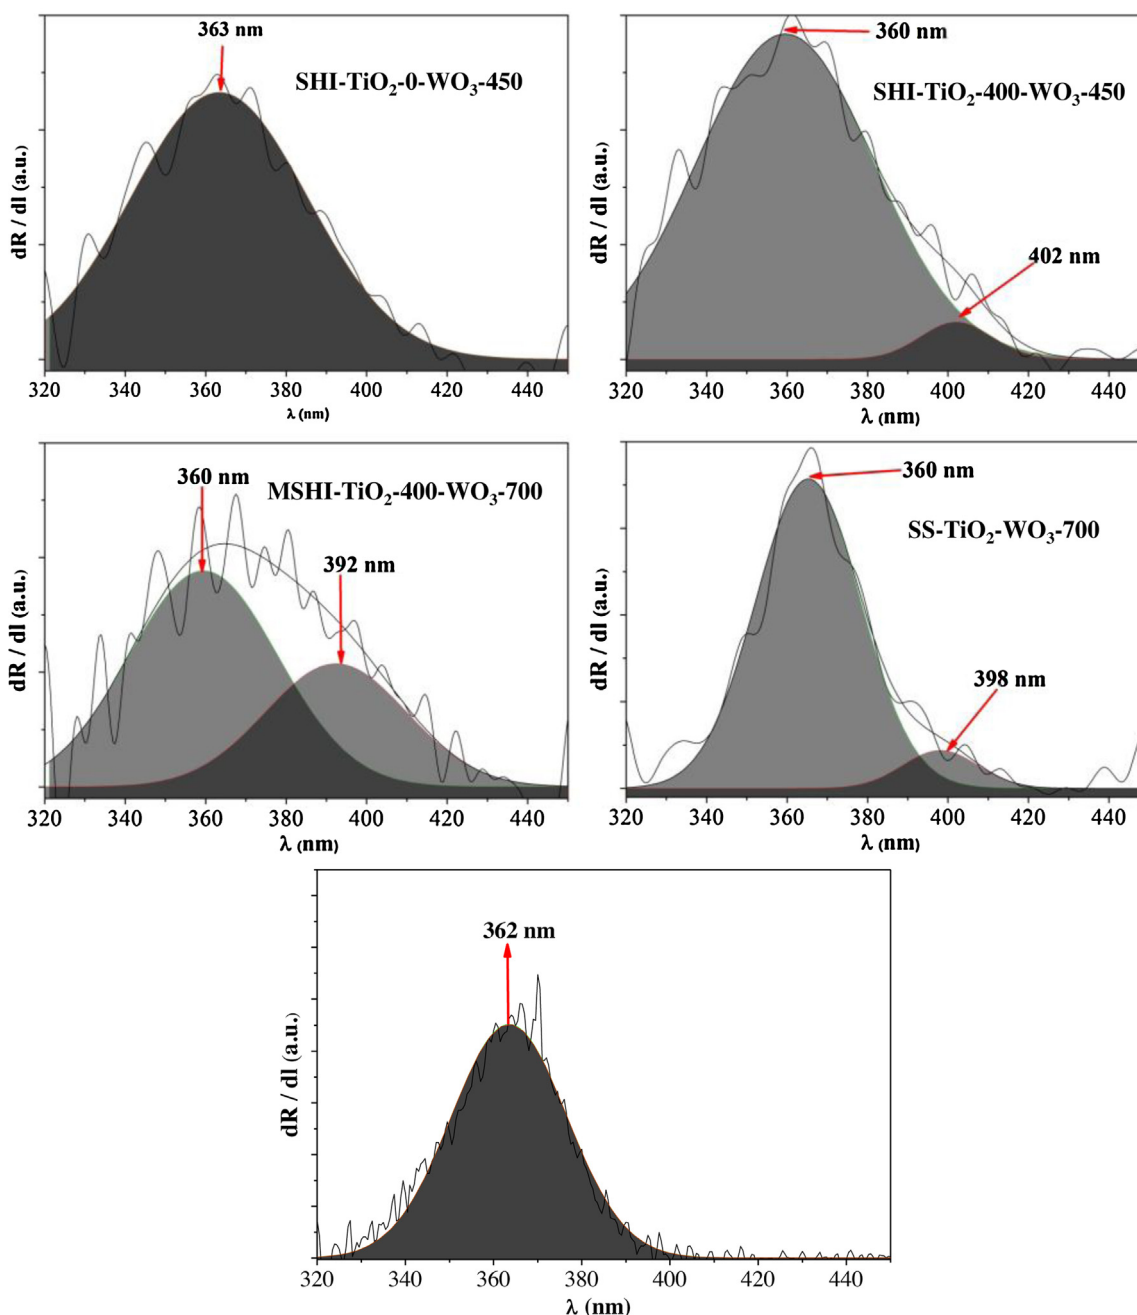 363 nm
SHI-TiO₂-0-WO₃-450
dR / dl (a.u.)
320 340 360 380 400 420 440
λ (nm)
360 nm
SHI-TiO₂-400-WO₃-450
402 nm
dR / dl (a.u.)
320 340 360 380 400 420 440
λ (nm)
360 nm
MSHI-TiO₂-400-WO₃-700
392 nm
dR / dl (a.u.)
320 340 360 380 400 420 440
λ (nm)
360 nm
SS-TiO₂-WO₃-700
398 nm
dR / dl (a.u.)
320 340 360 380 400 420 440
λ (nm)
362 nm
dR / dl (a.u.)
320 340 360 380 400 420 440
λ (nm)